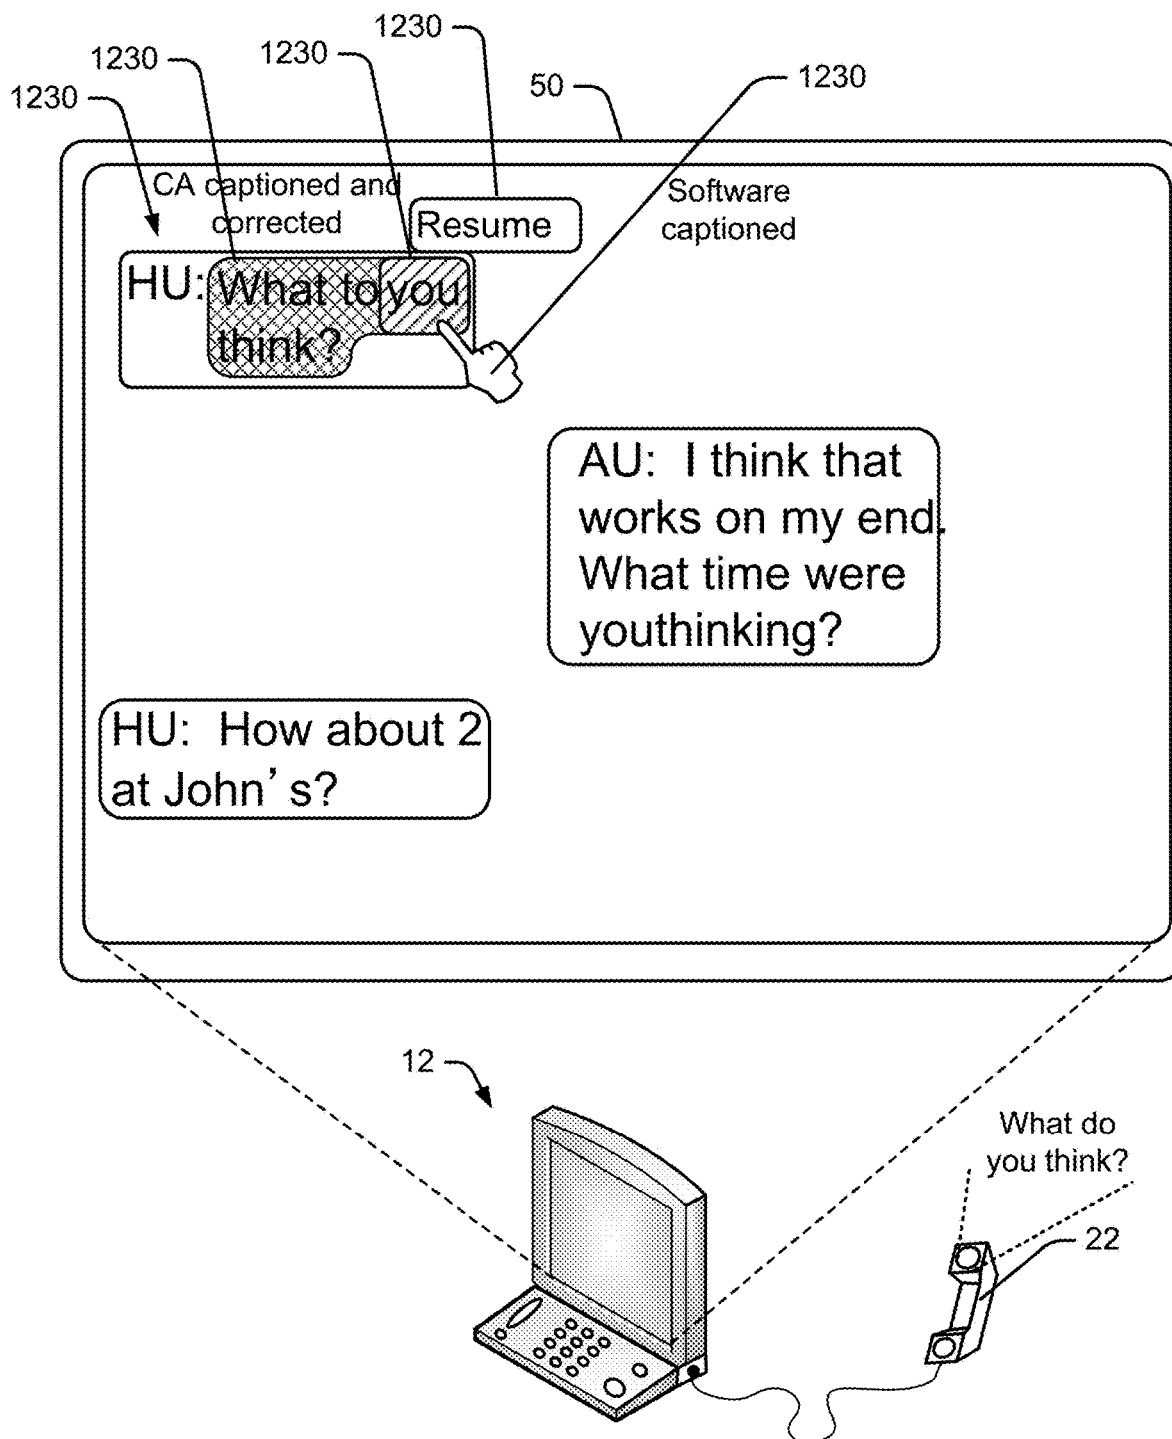 1230
1230
1230
1230
50
1230
CA captioned and
corrected
Resume
Software
captioned
HU: What to you
think?
AU: I think that
works on my end.
What time were
youthinking?
HU: How about 2
at John's?
12
What do
you think?
22